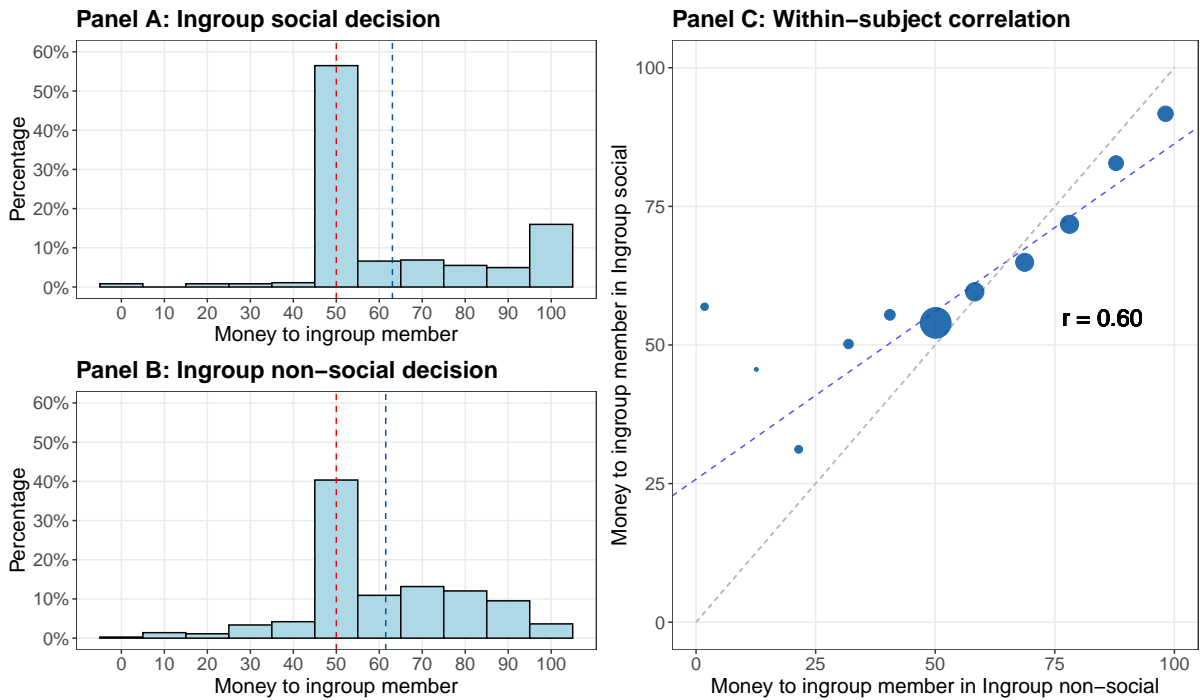 Panel A: Ingroup social decision
60%
50%
40%
30%
20%
10%
0%
Percentage
0 10 20 30 40 50 60 70 80 90 100
Money to ingroup member
Panel B: Ingroup non−social decision
60%
50%
40%
30%
20%
10%
0%
Percentage
0 10 20 30 40 50 60 70 80 90 100
Money to ingroup member
Panel C: Within−subject correlation
100
75
50
25
0
Money to ingroup member in Ingroup social
r = 0.60
0 25 50 75 100
Money to ingroup member in Ingroup non−social